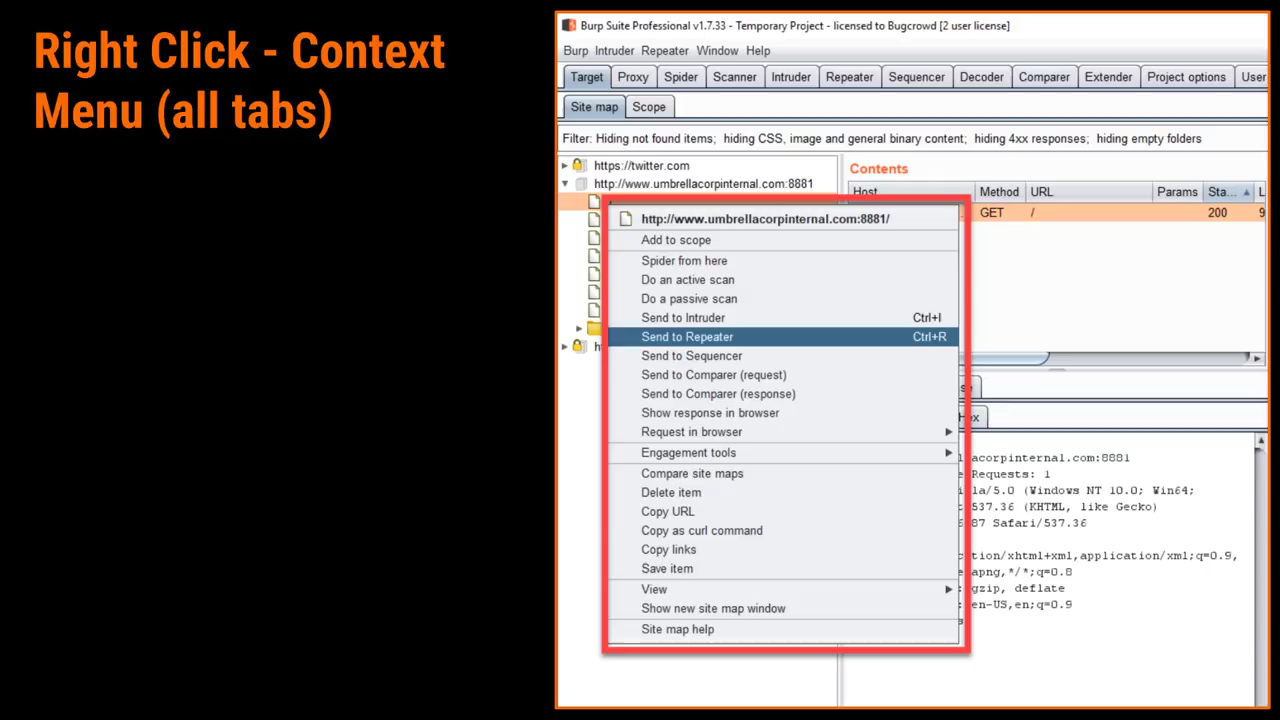 Right Click - Context
Menu (all tabs)
Burp Suite Professional v1.7.33 - Temporary Project - licensed to Bugcrowd [2 user license]
Burp Intruder Repeater Window Help
Target Proxy Spider Scanner Intruder Repeater Sequencer Decoder Comparer Extender Project options User
Site map Scope
Filter: Hiding not found items; hiding CSS, image and general binary content; hiding 4xx responses; hiding empty folders
https://twitter.com
http://www.umbrellacorpinternal.com:8881
Contents
Host Method URL Params Sta... L
GET / 200 9
http://www.umbrellacorpinternal.com:8881/
Add to scope
Spider from here
Do an active scan
Do a passive scan
Send to Intruder Ctrl+I
Send to Repeater Ctrl+R
Send to Sequencer
Send to Comparer (request)
Send to Comparer (response)
Show response in browser
Request in browser
Engagement tools
Compare site maps
Delete item
Copy URL
Copy as curl command
Copy links
Save item
View
Show new site map window
Site map help
acorpinternal.com:8881
Requests: 1
la/5.0 (Windows NT 10.0; Win64;
537.36 (KHTML, like Gecko)
87 Safari/537.36
tion/xhtml+xml,application/xml;q=0.9,
apng,*/*;q=0.8
gzip, deflate
en-US,en;q=0.9